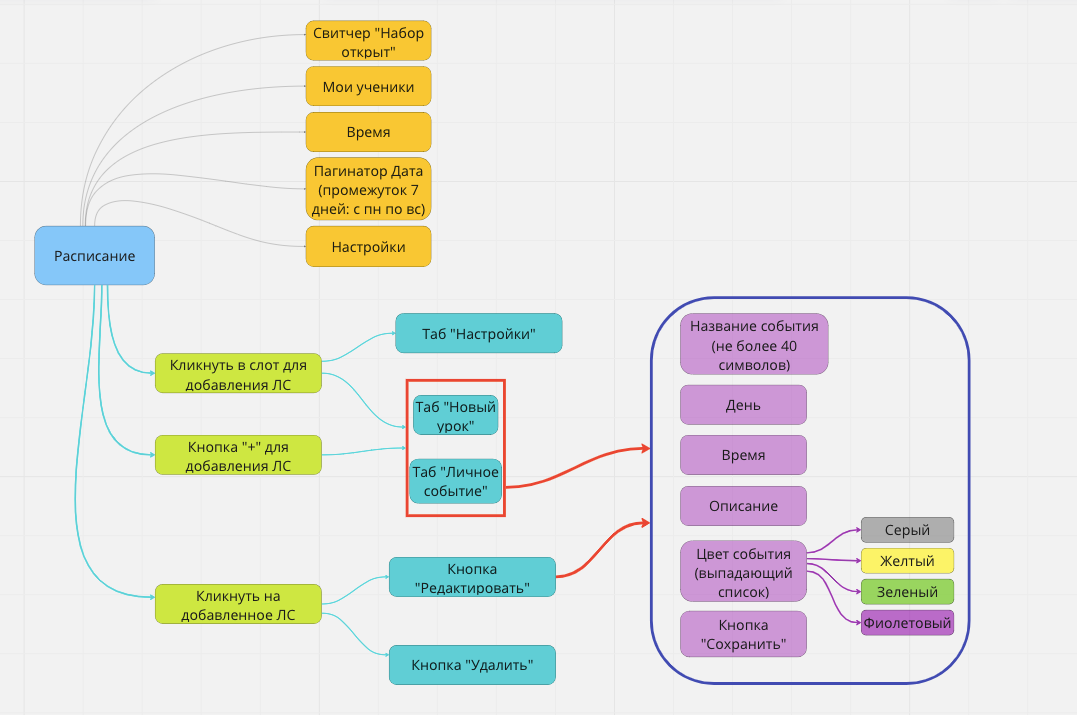 Свитчер "Набор
открыт"
Мои ученики
Время
Пагинатор Дата
(промежуток 7
дней: с пн по вс)
Настройки
Расписание
Кликнуть в слот для
добавления ЛС
Кнопка "+" для
добавления ЛС
Кликнуть на
добавленное ЛС
Таб "Настройки"
Таб "Новый
урок"
Таб "Личное
событие"
Кнопка
"Редактировать"
Кнопка "Удалить"
Название события
(не более 40
символов)
День
Время
Описание
Цвет события
(выпадающий
список)
Кнопка
"Сохранить"
Серый
Желтый
Зеленый
Фиолетовый